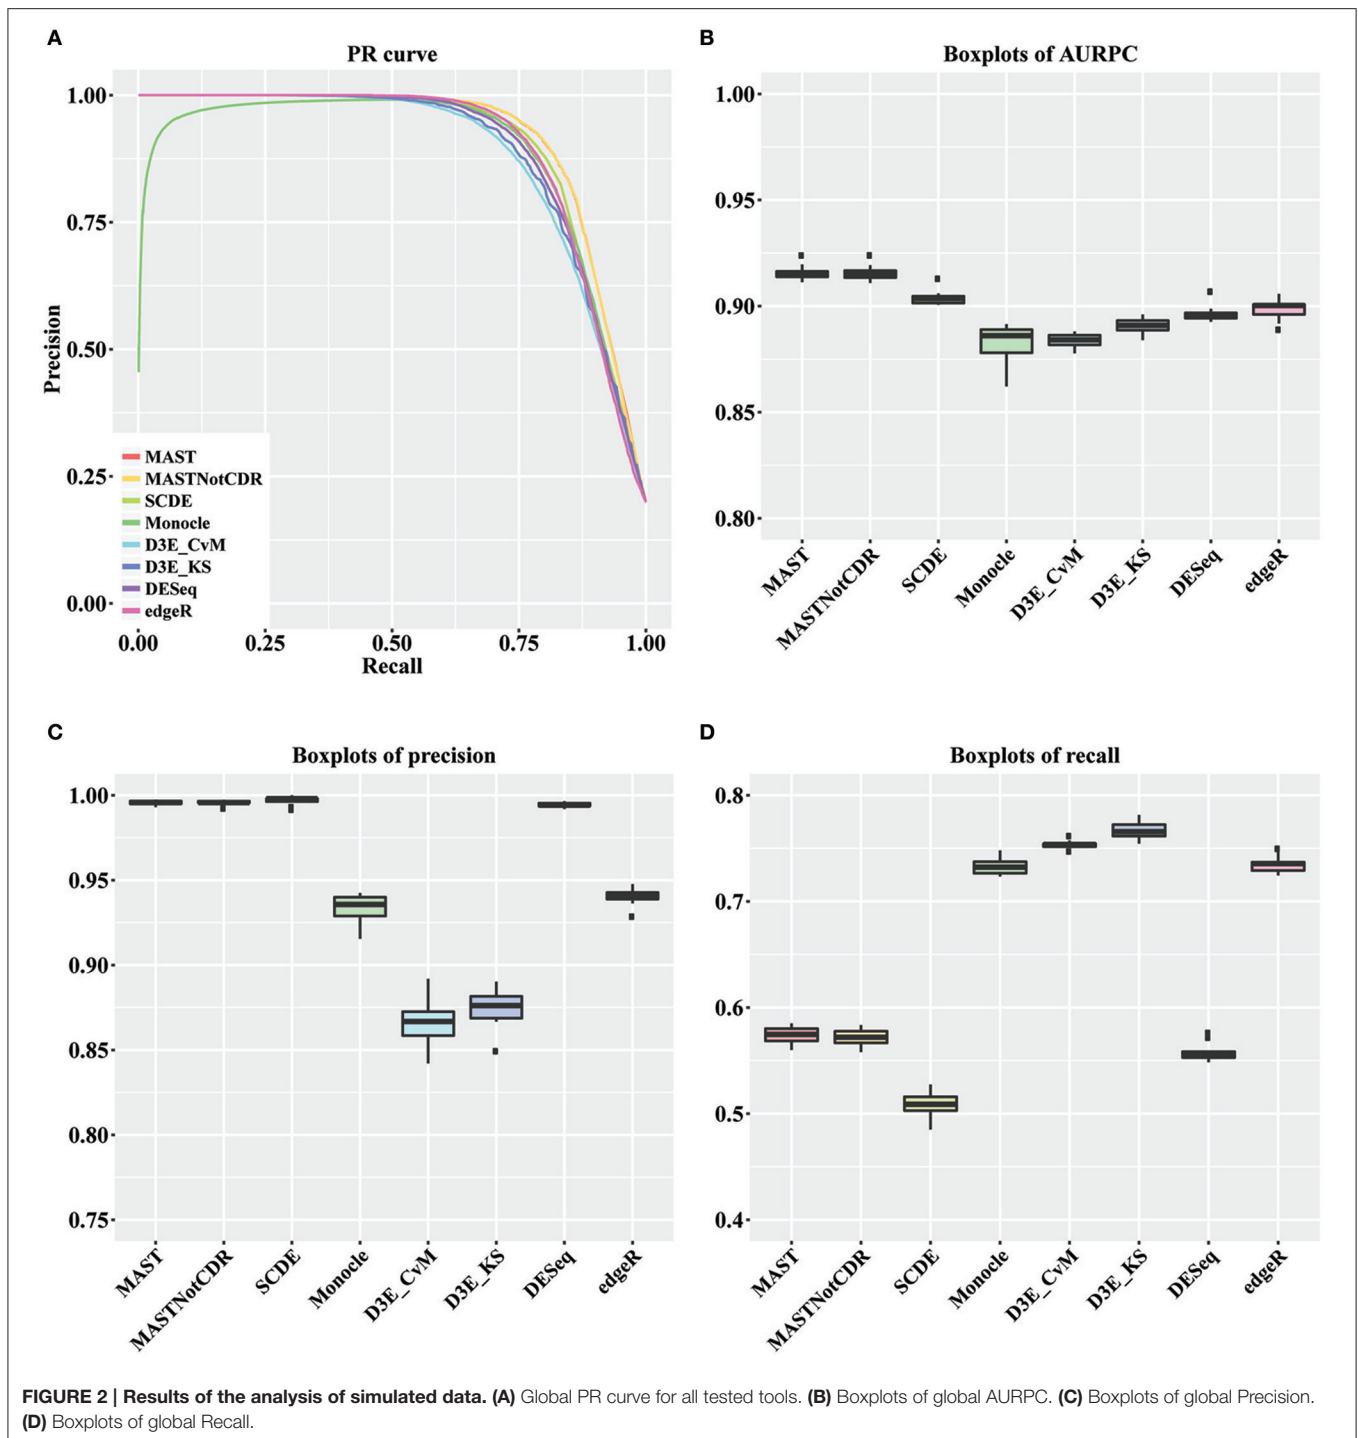 A
PR curve
1.00
0.75
0.50
0.25
0.00
Precision
MAST
MASTNotCDR
SCDE
Monocle
D3E_CvM
D3E_KS
DESeq
edgeR
0.00 0.25 0.50 0.75 1.00
Recall
B
Boxplots of AURPC
1.00
0.95
0.90
0.85
0.80
MAST
MASTNotCDR
SCDE
Monocle
D3E_CvM
D3E_KS
DESeq
edgeR
C
Boxplots of precision
1.00
0.95
0.90
0.85
0.80
0.75
MAST
MASTNotCDR
SCDE
Monocle
D3E_CvM
D3E_KS
DESeq
edgeR
D
Boxplots of recall
0.8
0.7
0.6
0.5
0.4
MAST
MASTNotCDR
SCDE
Monocle
D3E_CvM
D3E_KS
DESeq
edgeR
FIGURE 2 | Results of the analysis of simulated data. (A) Global PR curve for all tested tools. (B) Boxplots of global AURPC. (C) Boxplots of global Precision.
(D) Boxplots of global Recall.